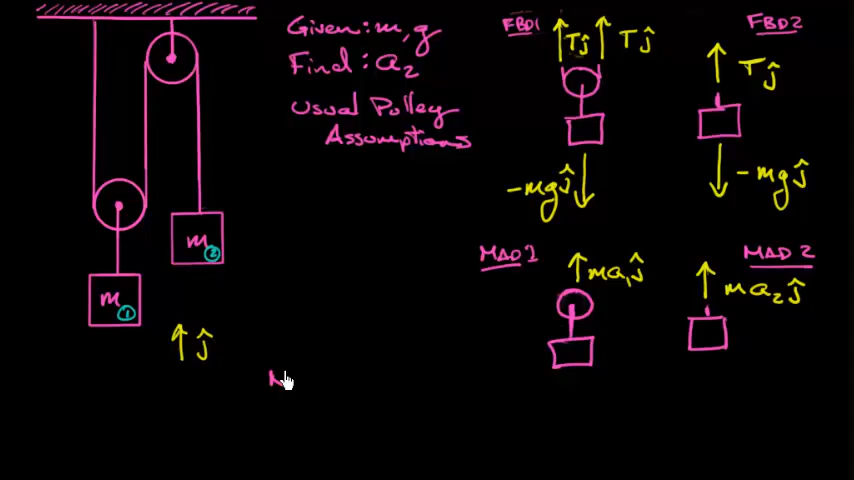 Given: m, g
Find: a₂
Usual Pulley
Assumptions
m ①
m ②
↑ ĵ
FBD1
Tĵ
Tĵ
-mgĵ
FBD2
Tĵ
-mgĵ
MAD1
ma₁ĵ
MAD 2
ma₂ĵ